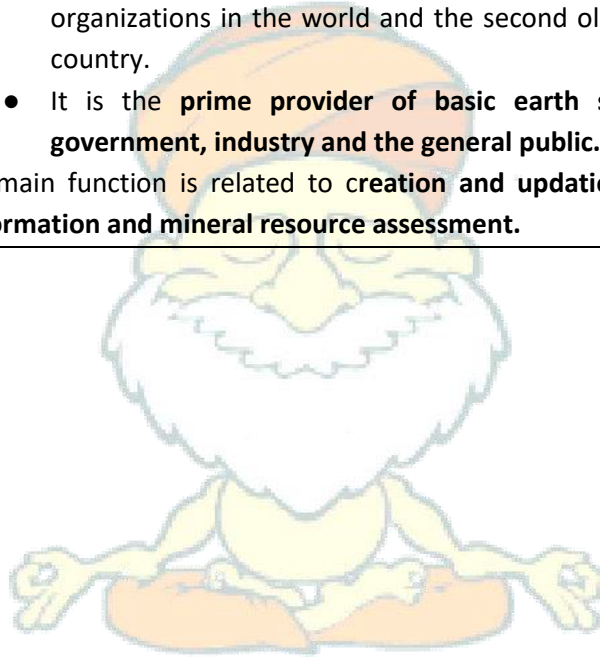 organizations in the world and the second ol
country.
● It is the prime provider of basic earth s
government, industry and the general public.
main function is related to creation and updati
ormation and mineral resource assessment.